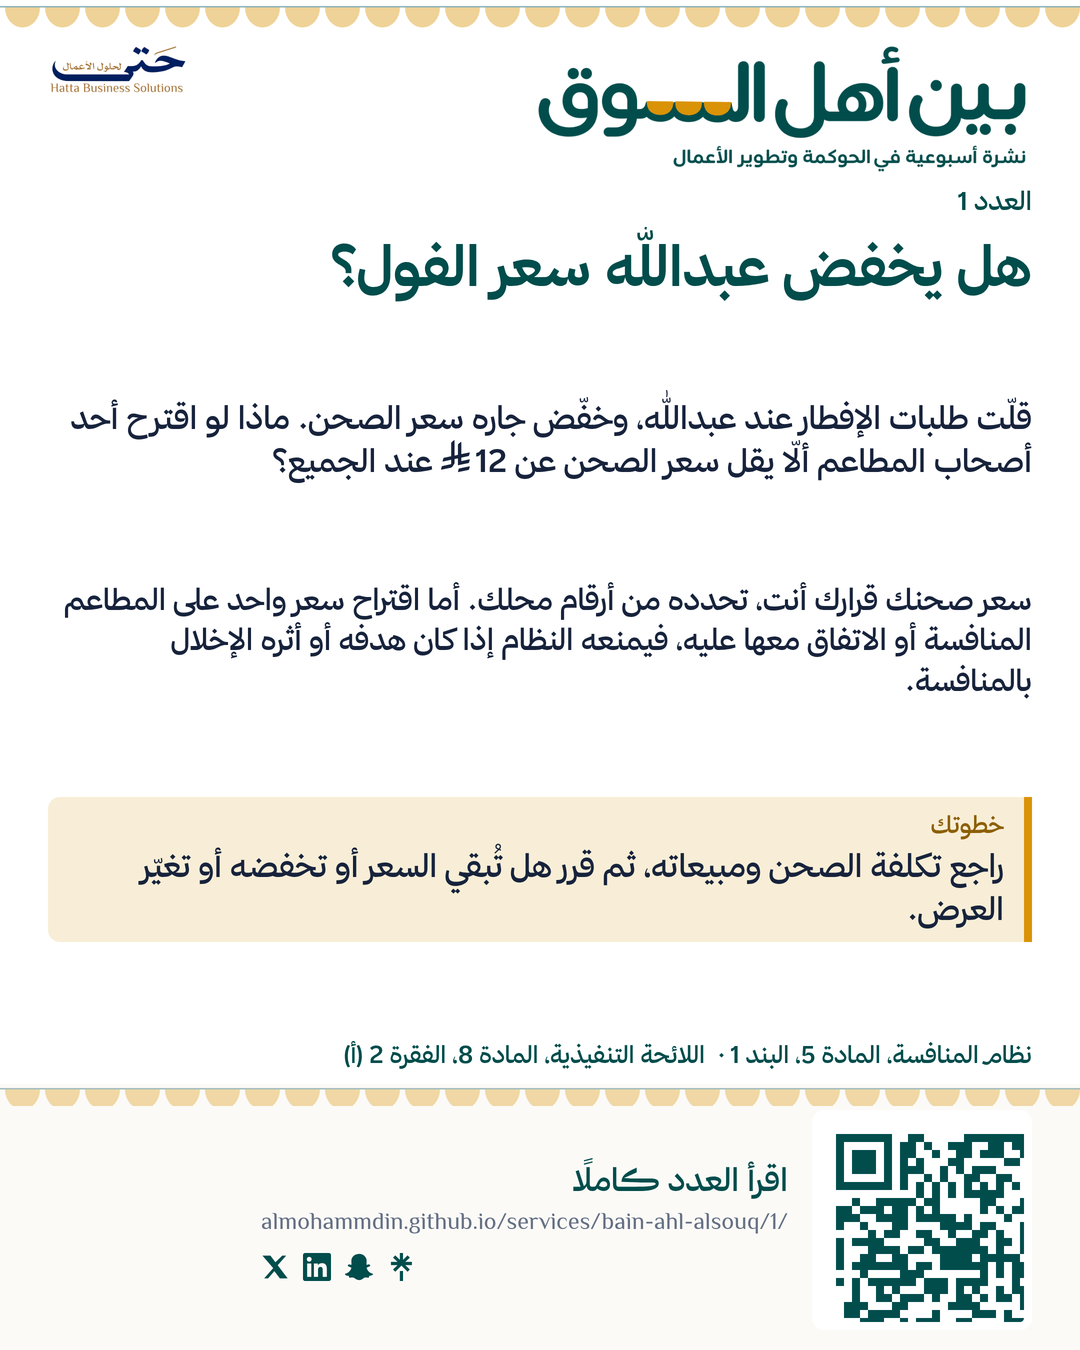 حتى
لحلول الأعمال
Hatta Business Solutions
بين أهل السوق
نشرة أسبوعية في الحوكمة وتطوير الأعمال
العدد 1
هل يخفض عبدالله سعر الفول؟
قلّت طلبات الإفطار عند عبدالله، وخفّض جاره سعر الصحن. ماذا لو اقترح أحد
أصحاب المطاعم ألّا يقل سعر الصحن عن 12 ⃁ عند الجميع؟
سعر صحنك قرارك أنت، تحدده من أرقام محلك. أما اقتراح سعر واحد على المطاعم
المنافسة أو الاتفاق معها عليه، فيمنعه النظام إذا كان هدفه أو أثره الإخلال
بالمنافسة.
خطوتك
راجع تكلفة الصحن ومبيعاته، ثم قرر هل تُبقي السعر أو تخفضه أو تغيّر
العرض.
نظام المنافسة، المادة 5، البند 1 · اللائحة التنفيذية، المادة 8، الفقرة 2 (أ)
اقرأ العدد كاملًا
almohammdin.github.io/services/bain-ahl-alsouq/1/